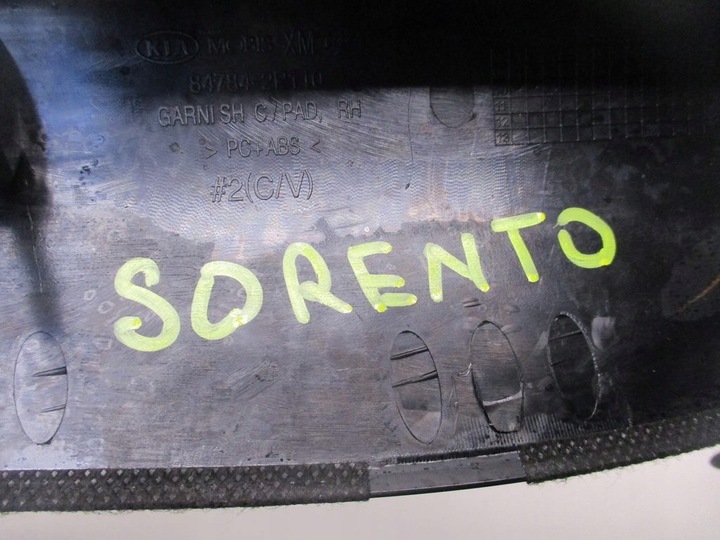 KIA MOBIS XM
GARNISH C/PAD, RH
> PC+ABS <
#2(C/V)
SORENTO